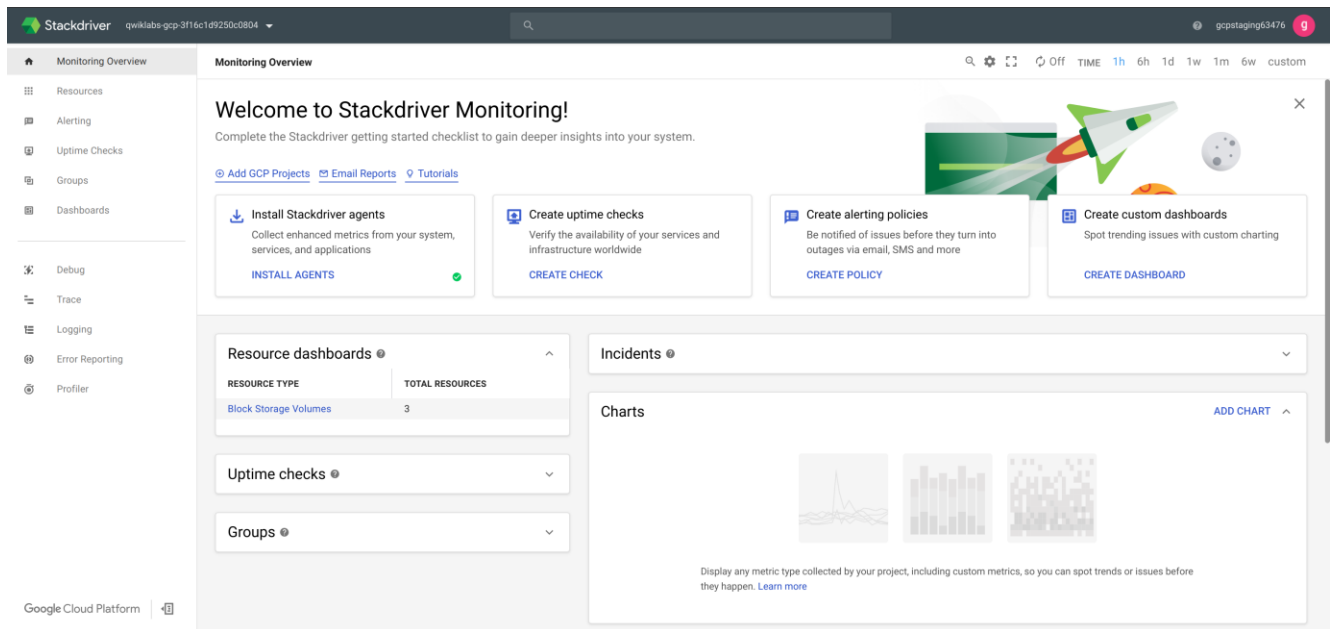 Stackdriver qwiklabs-gcp-3f16c1d9250c0804
gcpstaging63476 g
Monitoring Overview
Resources
Alerting
Uptime Checks
Groups
Dashboards
Debug
Trace
Logging
Error Reporting
Profiler
Google Cloud Platform
Monitoring Overview
Off TIME 1h 6h 1d 1w 1m 6w custom
Welcome to Stackdriver Monitoring!
Complete the Stackdriver getting started checklist to gain deeper insights into your system.
Add GCP Projects Email Reports Tutorials
Install Stackdriver agents
Collect enhanced metrics from your system,
services, and applications
INSTALL AGENTS
Create uptime checks
Verify the availability of your services and
infrastructure worldwide
CREATE CHECK
Create alerting policies
Be notified of issues before they turn into
outages via email, SMS and more
CREATE POLICY
Create custom dashboards
Spot trending issues with custom charting
CREATE DASHBOARD
Resource dashboards
RESOURCE TYPE TOTAL RESOURCES
Block Storage Volumes 3
Uptime checks
Groups
Incidents
Charts ADD CHART
Display any metric type collected by your project, including custom metrics, so you can spot trends or issues before
they happen. Learn more